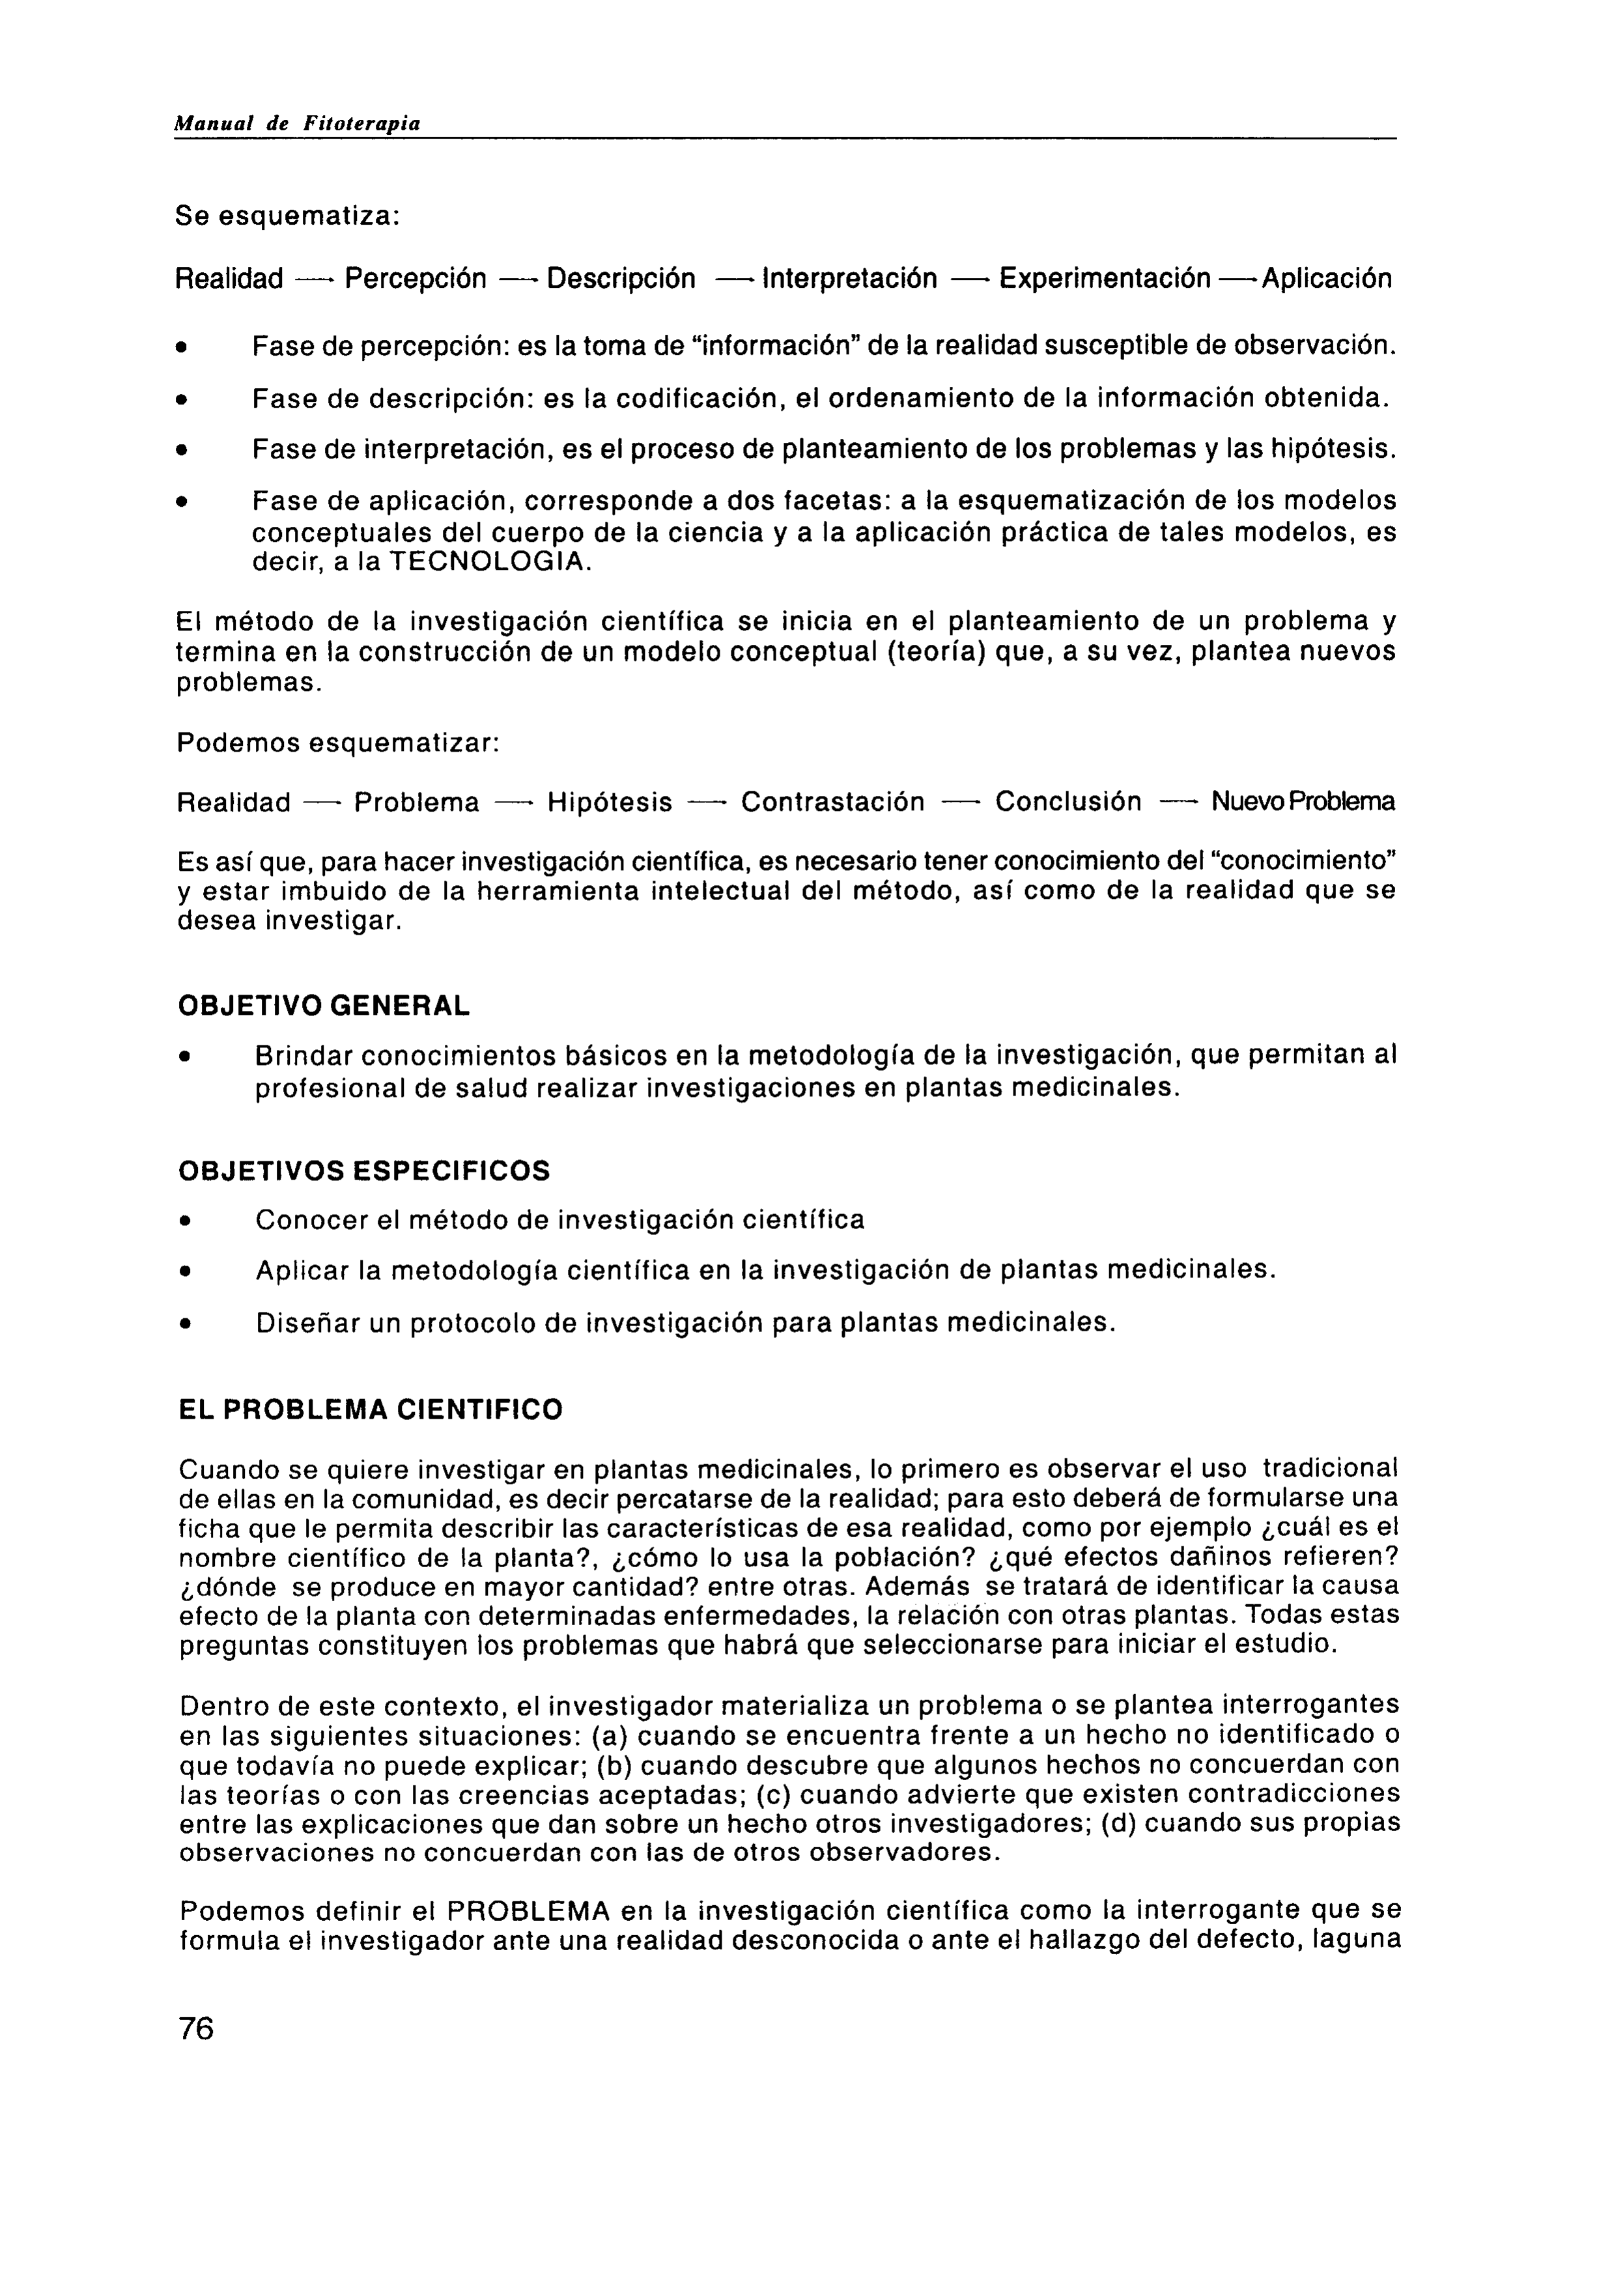 Manual de Fitoterapia
Se esquematiza:
Realidad → Percepción → Descripción → Interpretación → Experimentación → Aplicación
• Fase de percepción: es la toma de “información” de la realidad susceptible de observación.
• Fase de descripción: es la codificación, el ordenamiento de la información obtenida.
• Fase de interpretación, es el proceso de planteamiento de los problemas y las hipótesis.
• Fase de aplicación, corresponde a dos facetas: a la esquematización de los modelos
conceptuales del cuerpo de la ciencia y a la aplicación práctica de tales modelos, es
decir, a la TECNOLOGIA.
El método de la investigación científica se inicia en el planteamiento de un problema y
termina en la construcción de un modelo conceptual (teoría) que, a su vez, plantea nuevos
problemas.
Podemos esquematizar:
Realidad → Problema → Hipótesis → Contrastación → Conclusión → Nuevo Problema
Es así que, para hacer investigación científica, es necesario tener conocimiento del “conocimiento”
y estar imbuido de la herramienta intelectual del método, así como de la realidad que se
desea investigar.
OBJETIVO GENERAL
• Brindar conocimientos básicos en la metodología de la investigación, que permitan al
profesional de salud realizar investigaciones en plantas medicinales.
OBJETIVOS ESPECIFICOS
• Conocer el método de investigación científica
• Aplicar la metodología científica en la investigación de plantas medicinales.
• Diseñar un protocolo de investigación para plantas medicinales.
EL PROBLEMA CIENTIFICO
Cuando se quiere investigar en plantas medicinales, lo primero es observar el uso tradicional
de ellas en la comunidad, es decir percatarse de la realidad; para esto deberá de formularse una
ficha que le permita describir las características de esa realidad, como por ejemplo ¿cuál es el
nombre científico de la planta?, ¿cómo lo usa la población? ¿qué efectos dañinos refieren?
¿dónde se produce en mayor cantidad? entre otras. Además se tratará de identificar la causa
efecto de la planta con determinadas enfermedades, la relación con otras plantas. Todas estas
preguntas constituyen los problemas que habrá que seleccionarse para iniciar el estudio.
Dentro de este contexto, el investigador materializa un problema o se plantea interrogantes
en las siguientes situaciones: (a) cuando se encuentra frente a un hecho no identificado o
que todavía no puede explicar; (b) cuando descubre que algunos hechos no concuerdan con
las teorías o con las creencias aceptadas; (c) cuando advierte que existen contradicciones
entre las explicaciones que dan sobre un hecho otros investigadores; (d) cuando sus propias
observaciones no concuerdan con las de otros observadores.
Podemos definir el PROBLEMA en la investigación científica como la interrogante que se
formula el investigador ante una realidad desconocida o ante el hallazgo del defecto, laguna
76